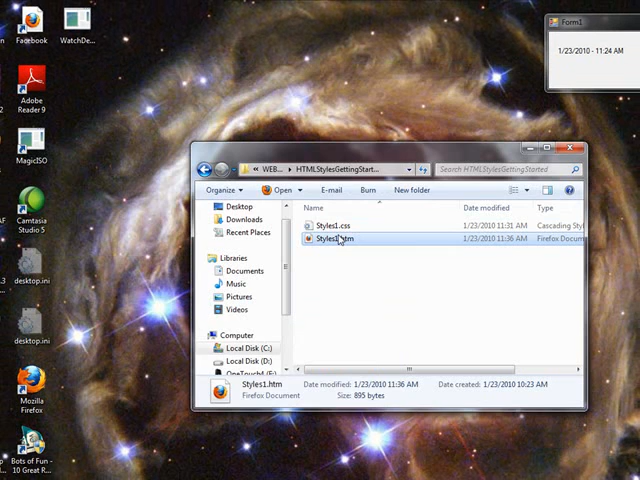 Facebook
WatchDe...
Adobe
Reader 9
MagicISO
Camtasia
Studio 5
desktop.ini
desktop.ini
Mozilla
Firefox
Bots of Fun -
10 Great R...
Form1
1/23/2010 - 11:24 AM
WEB... HTMLStylesGettingStart...
Search HTMLStylesGettingStarted
Organize Open E-mail Burn New folder
Desktop
Downloads
Recent Places
Libraries
Documents
Music
Pictures
Videos
Computer
Local Disk (C:)
Local Disk (D:)
OneTouch4 (E:)
Name Date modified Type
Styles1.css 1/23/2010 11:31 AM Cascading Sty
Styles1.htm 1/23/2010 11:36 AM Firefox Docum
Styles1.htm Date modified: 1/23/2010 11:36 AM Date created: 1/23/2010 10:23 AM
Firefox Document Size: 895 bytes